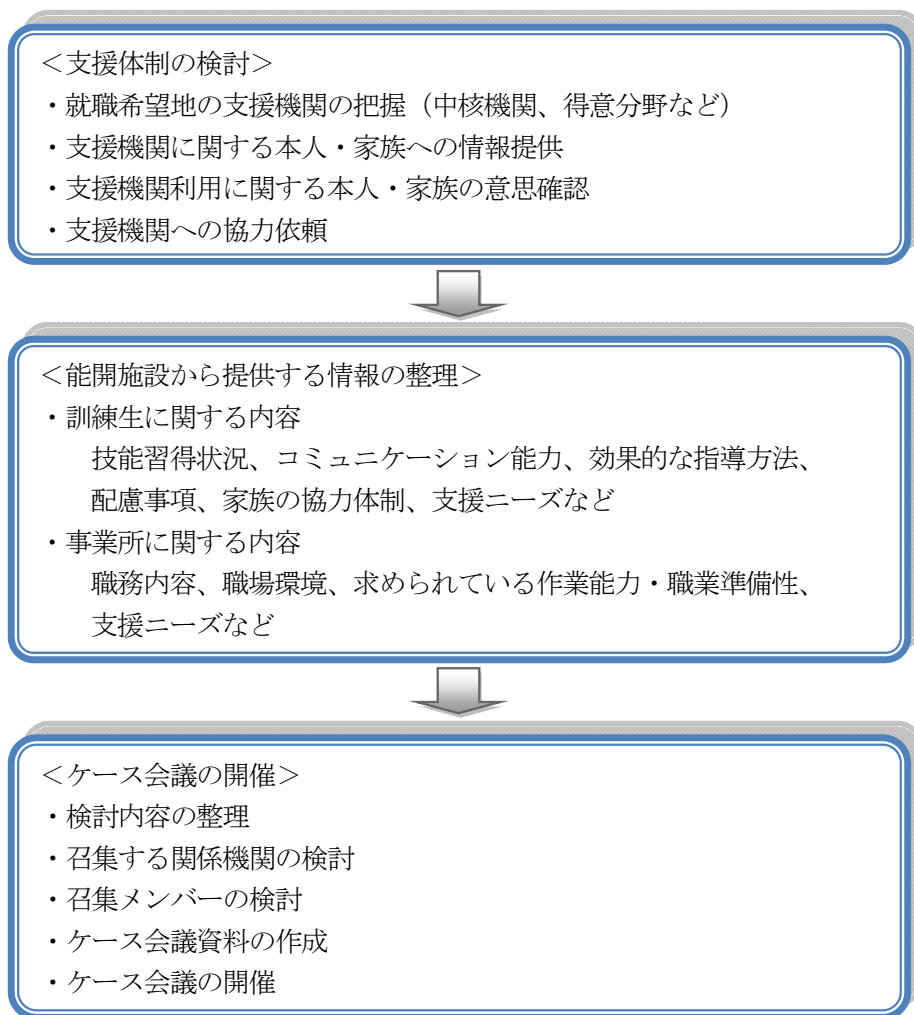 ＜支援体制の検討＞
・就職希望地の支援機関の把握（中核機関、得意分野など）
・支援機関に関する本人・家族への情報提供
・支援機関利用に関する本人・家族の意思確認
・支援機関への協力依頼
＜能開施設から提供する情報の整理＞
・訓練生に関する内容
技能習得状況、コミュニケーション能力、効果的な指導方法、
配慮事項、家族の協力体制、支援ニーズなど
・事業所に関する内容
職務内容、職場環境、求められている作業能力・職業準備性、
支援ニーズなど
＜ケース会議の開催＞
・検討内容の整理
・召集する関係機関の検討
・召集メンバーの検討
・ケース会議資料の作成
・ケース会議の開催